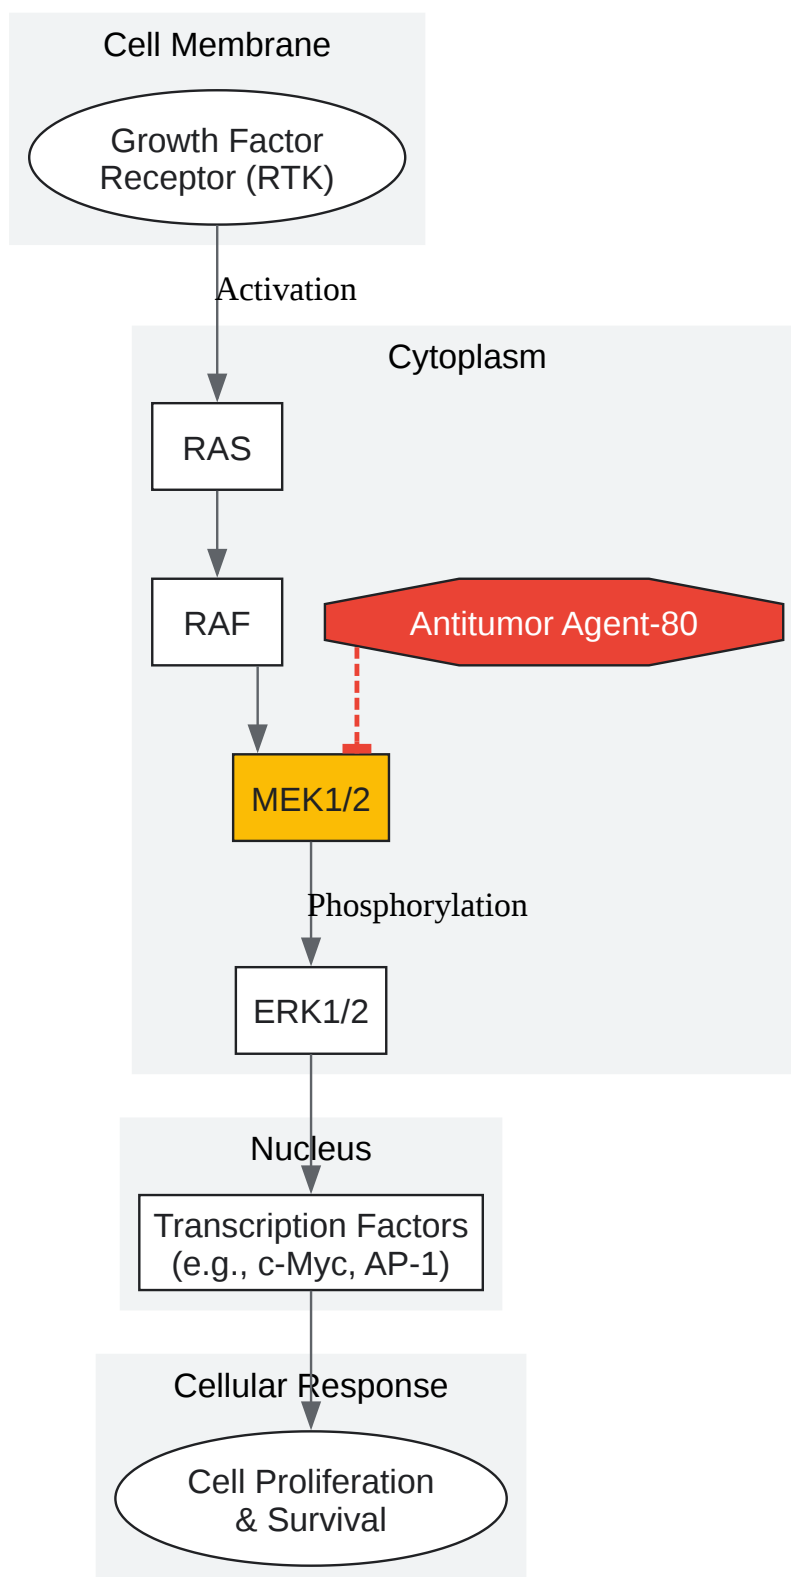 Cell Membrane
Growth Factor
Receptor (RTK)
Activation
Cytoplasm
RAS
RAF
Antitumor Agent-80
MEK1/2
Phosphorylation
ERK1/2
Nucleus
Transcription Factors
(e.g., c-Myc, AP-1)
Cellular Response
Cell Proliferation
& Survival